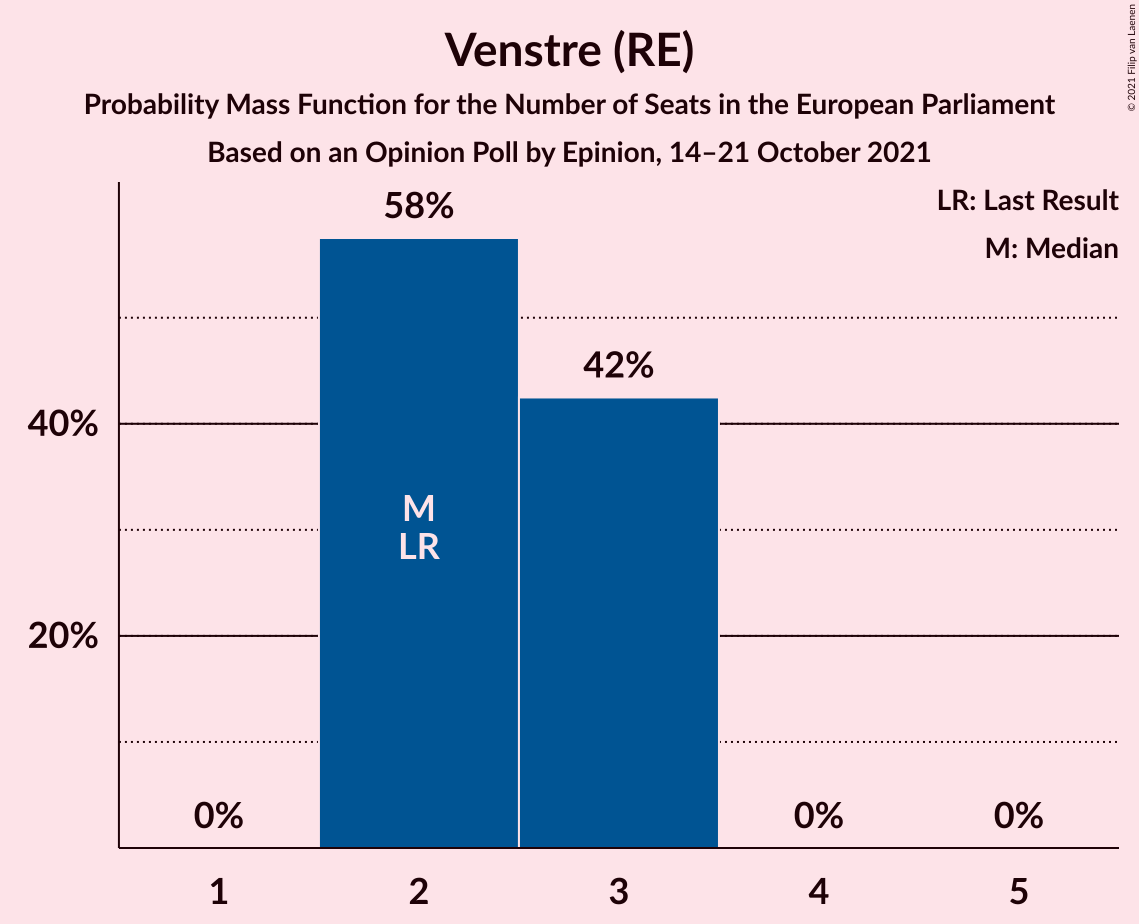 Venstre (RE)
Probability Mass Function for the Number of Seats in the European Parliament
Based on an Opinion Poll by Epinion, 14–21 October 2021
© 2021 Filip van Laenen
LR: Last Result
M: Median
58%
42%
40%
M
LR
20%
0%
0%
0%
1
2
3
4
5